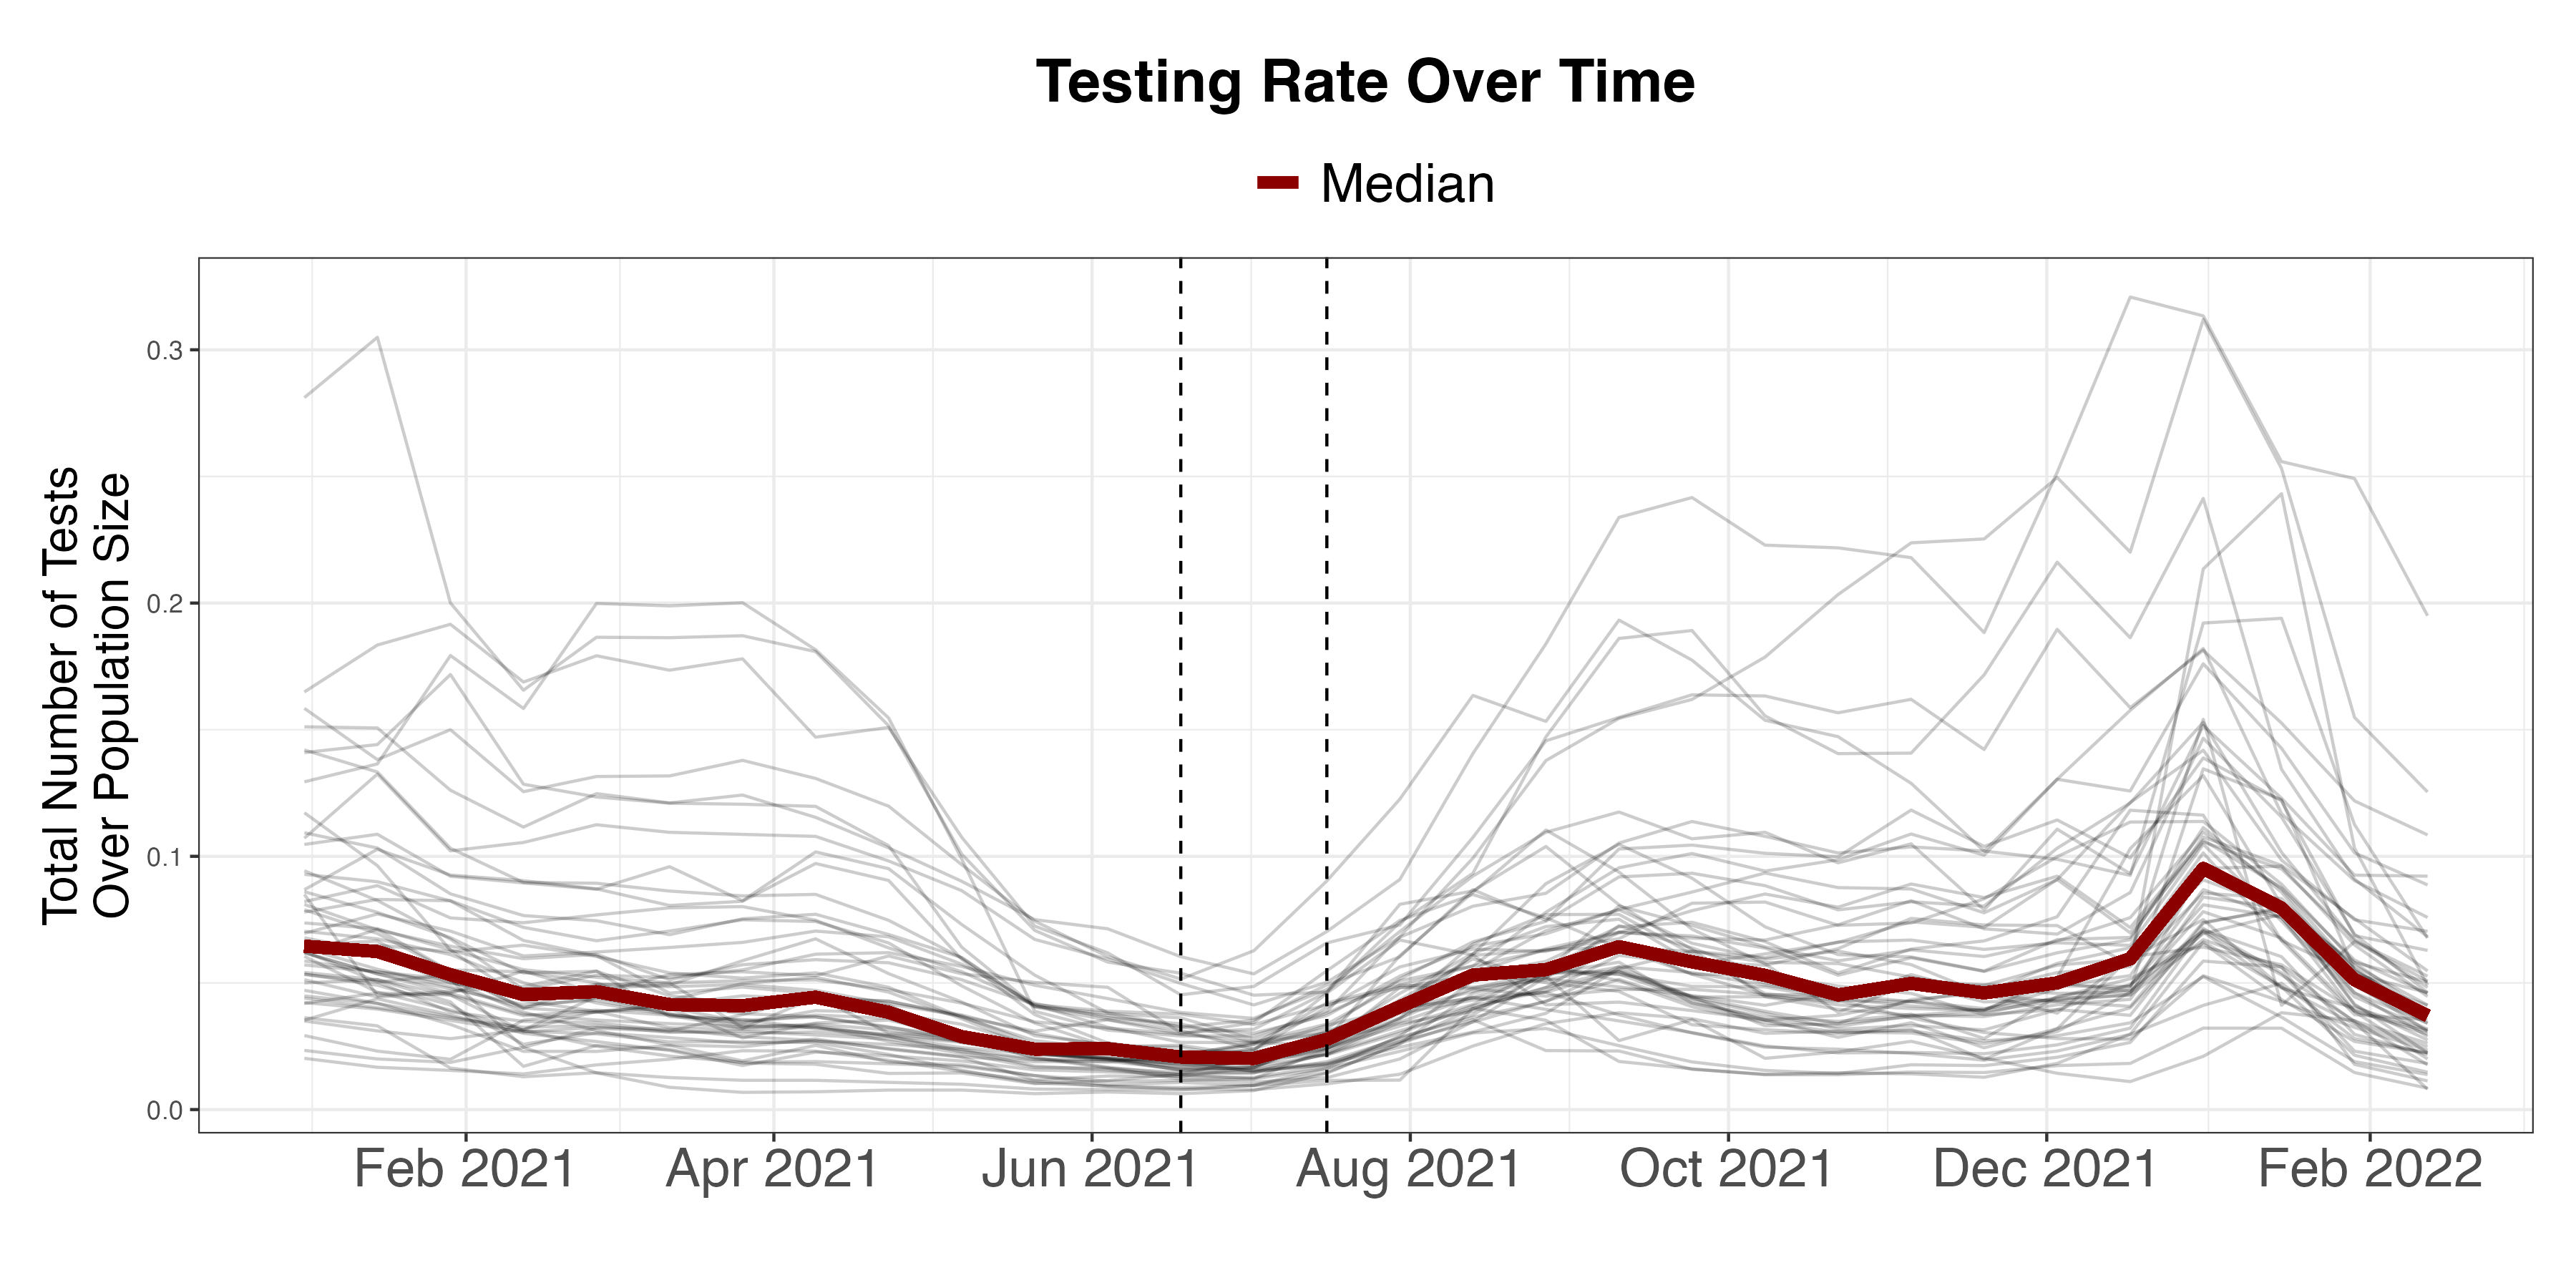 Testing Rate Over Time
Median
Total Number of Tests
Over Population Size
0.3
0.2
0.1
0.0
Feb 2021
Apr 2021
Jun 2021
Aug 2021
Oct 2021
Dec 2021
Feb 2022